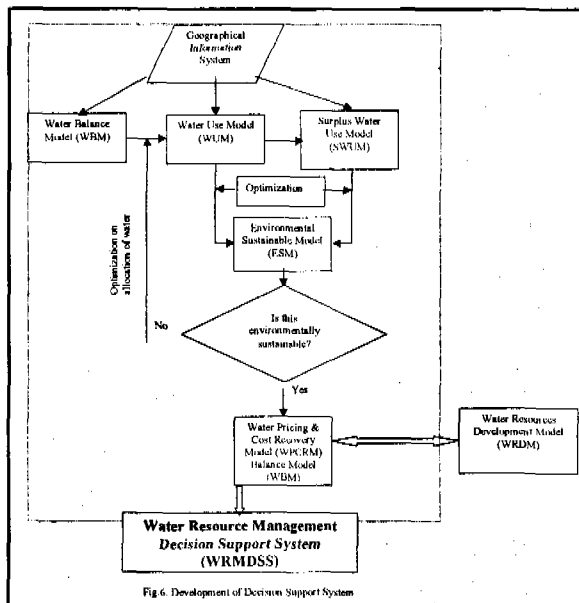 Geographical
Information
System
Water Balance
Model (WBM)
Water Use Model
(WUM)
Surplus Water
Use Model
(SWUM)
Optimization
Environmental
Sustainable Model
(ESM)
Optimization on
allocation of water
Is this
environmentally
sustainable?
No
Yes
Water Pricing &
Cost Recovery
Model (WPCRM)
Balance Model
(WBM)
Water Resources
Development Model
(WRDM)
Water Resource Management
Decision Support System
(WRMDSS)
Fig.6. Development of Decision Support System